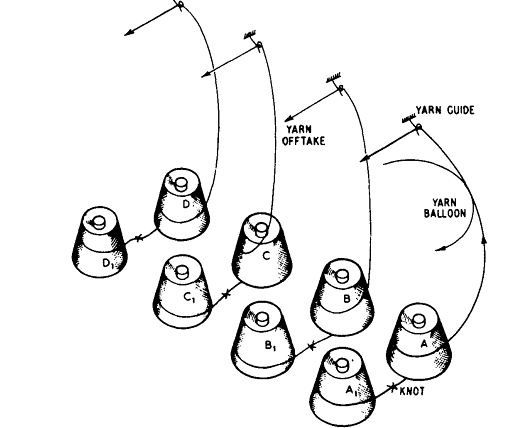 YARN GUIDE
YARN
OFFTAKE
YARN
BALLOON
D
D₁
C
C₁
B
B₁
A
A₁
KNOT